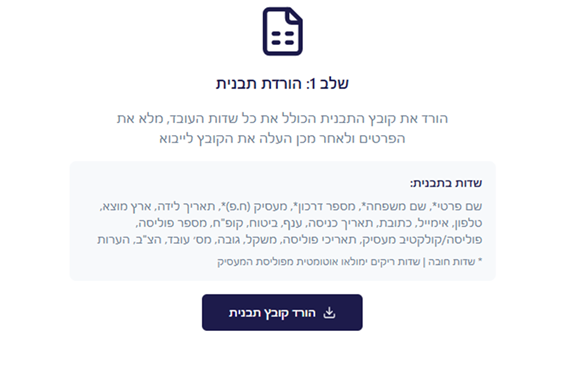 שלב 1: הורדת תבנית
הורד את קובץ התבנית הכולל את כל שדות העובד, מלא את
הפרטים ולאחר מכן העלה את הקובץ לייבוא
שדות בתבנית:
שם פרטי*, שם משפחה*, מספר דרכון*, מעסיק (ח.פ)*, תאריך לידה, ארץ מוצא,
טלפון, אימייל, כתובת, תאריך כניסה, ענף, ביטוח, קופ"ח, מספר פוליסה,
פוליסה/קולקטיב מעסיק, תאריכי פוליסה, משקל, גובה, מס׳ עובד, הצ"ב, הערות
* שדות חובה | שדות ריקים ימולאו אוטומטית מפוליסת המעסיק
הורד קובץ תבנית